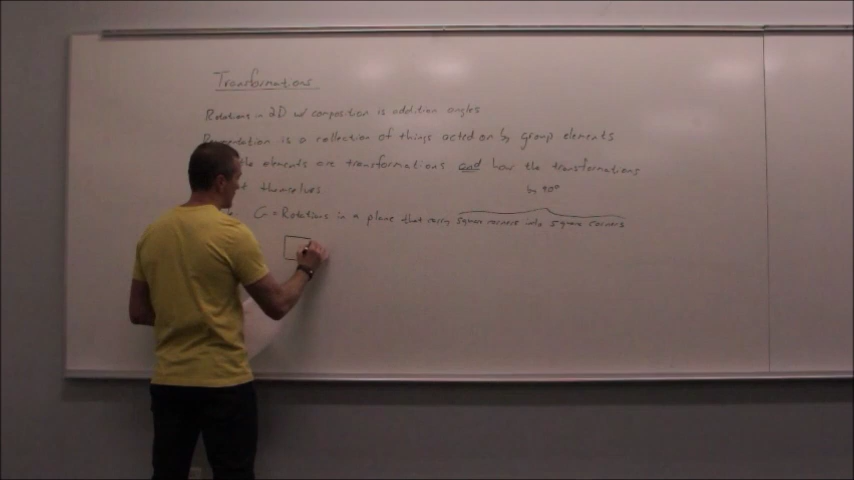 Transformations
Rotations in 2D w/ composition is addition angles
Representation is a collection of things acted on by group elements
the elements are transformations and how the transformations
themselves
by 90°
G = Rotations in a plane that carry square corners into square corners